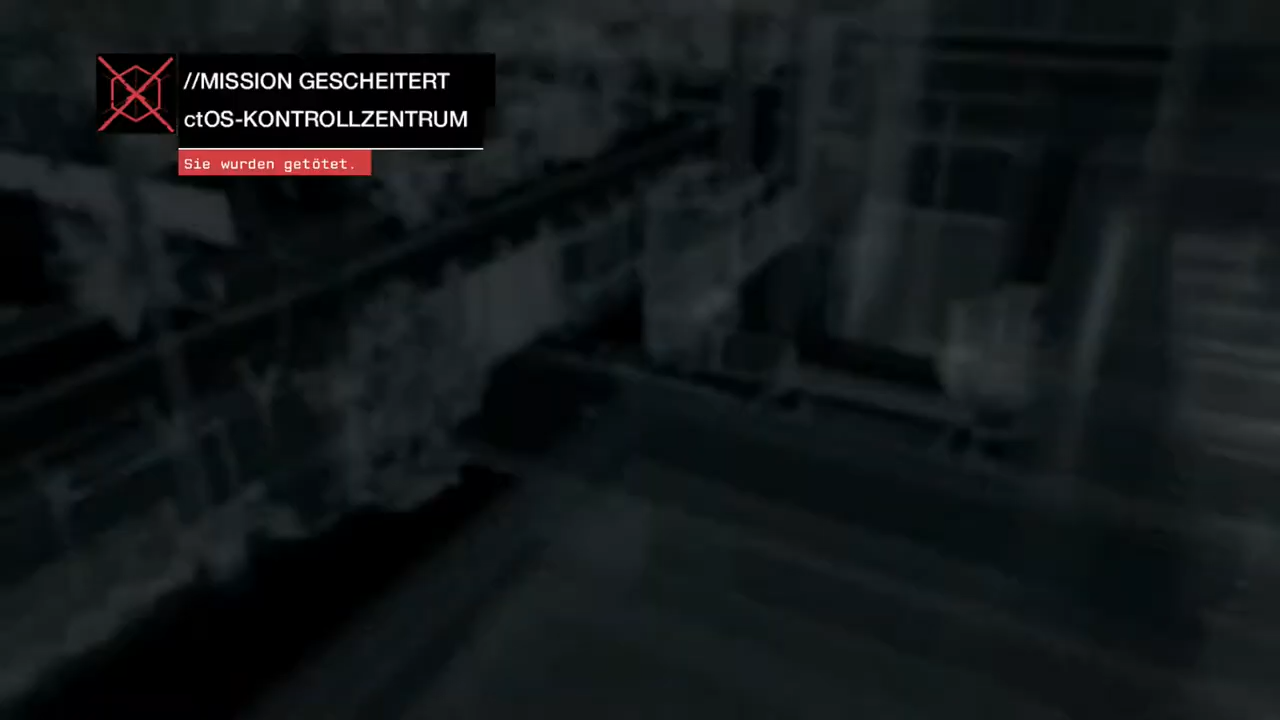 //MISSION GESCHEITERT
ctOS-KONTROLLZENTRUM
Sie wurden getötet.